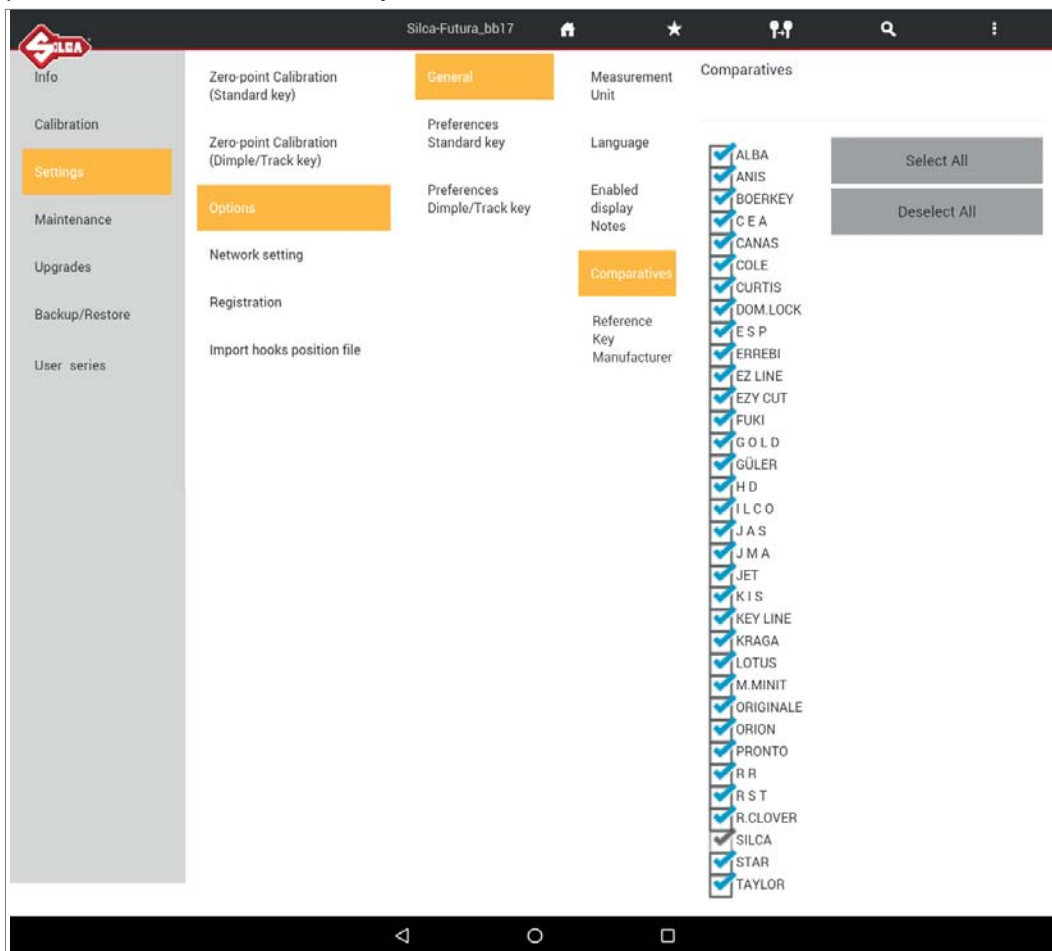 SILCA
Silca-Futura_bb17
Info
Calibration
Settings
Maintenance
Upgrades
Backup/Restore
User series
Zero-point Calibration
(Standard key)
Zero-point Calibration
(Dimple/Track key)
Options
Network setting
Registration
Import hooks position file
General
Preferences
Standard key
Preferences
Dimple/Track key
Measurement
Unit
Language
Enabled
display
Notes
Comparatives
Reference
Key
Manufacturer
Comparatives
ALBA
ANIS
BOERKEY
C E A
CANAS
COLE
CURTIS
DOM.LOCK
E S P
ERREBI
EZ LINE
EZY CUT
FUKI
G O L D
GÜLER
H D
I L C O
J A S
J M A
JET
K I S
KEY LINE
KRAGA
LOTUS
M.MINIT
ORIGINALE
ORION
PRONTO
R R
R S T
R.CLOVER
SILCA
STAR
TAYLOR
Select All
Deselect All